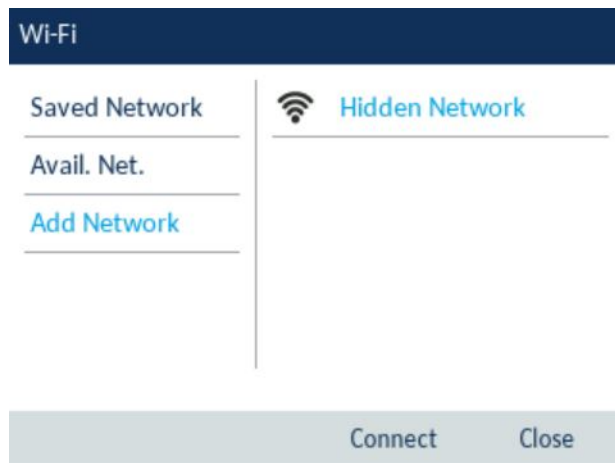 Wi-Fi
Saved Network
Avail. Net.
Add Network
Hidden Network
Connect Close